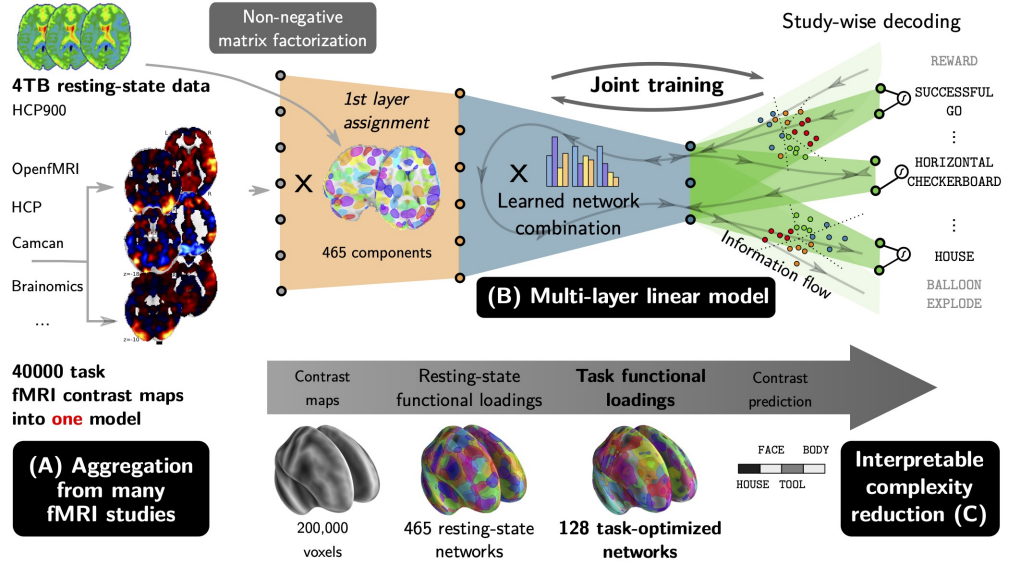 Non-negative
matrix factorization
4TB resting-state data
HCP900
OpenfMRI
HCP
Camcan
Brainomics
...
L R
L R
z=-18
z=-10
40000 task
fMRI contrast maps
into one model
(A) Aggregation
from many
fMRI studies
1st layer
assignment
×
465 components
Joint training
×
Learned network
combination
(B) Multi-layer linear model
Information flow
Study-wise decoding
REWARD
SUCCESSFUL
GO
⋮
HORIZONTAL
CHECKERBOARD
⋮
HOUSE
BALLOON
EXPLODE
Contrast
maps
Resting-state
functional loadings
Task functional
loadings
Contrast
prediction
200,000
voxels
465 resting-state
networks
128 task-optimized
networks
FACE BODY
HOUSE TOOL
Interpretable
complexity
reduction (C)